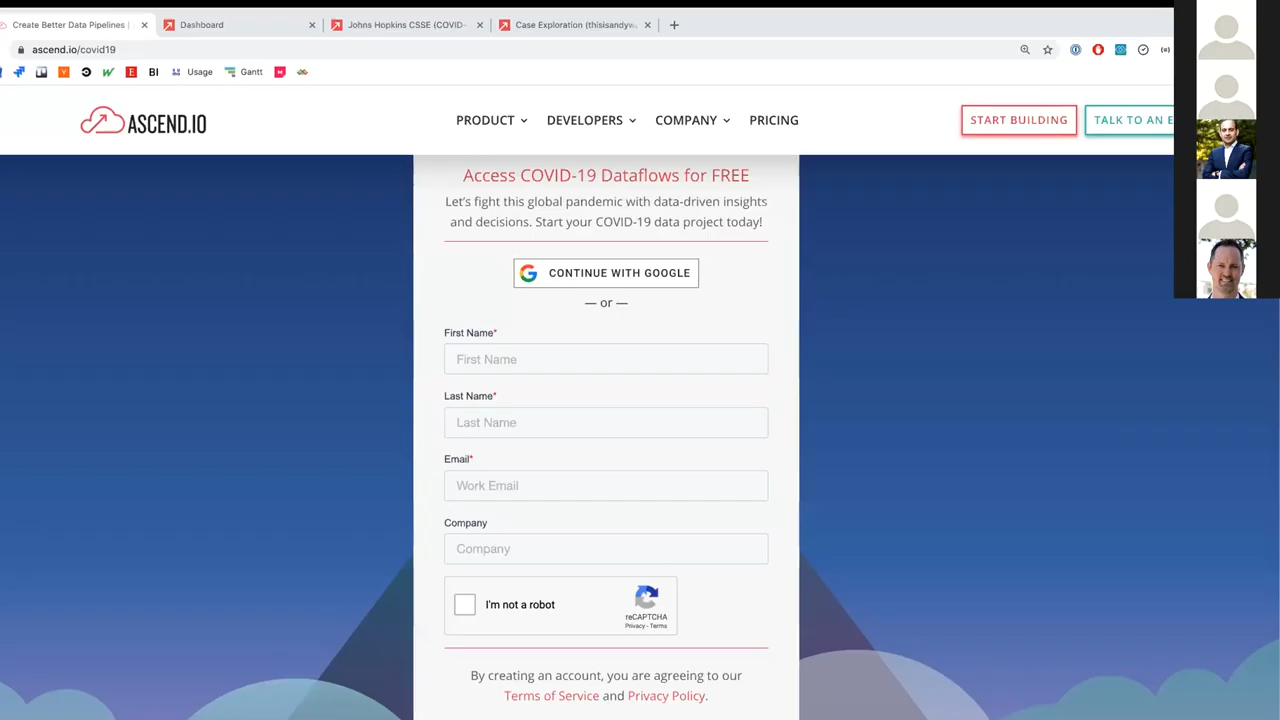 Create Better Data Pipelines |
Dashboard
Johns Hopkins CSSE (COVID-
Case Exploration (thisisandyw
ascend.io/covid19
BI
Usage
Gantt
ASCEND.IO
PRODUCT
DEVELOPERS
COMPANY
PRICING
START BUILDING
TALK TO AN E
Access COVID-19 Dataflows for FREE
Let's fight this global pandemic with data-driven insights
and decisions. Start your COVID-19 data project today!
CONTINUE WITH GOOGLE
— or —
First Name*
First Name
Last Name*
Last Name
Email*
Work Email
Company
Company
I'm not a robot
reCAPTCHA
Privacy - Terms
By creating an account, you are agreeing to our
Terms of Service and Privacy Policy.